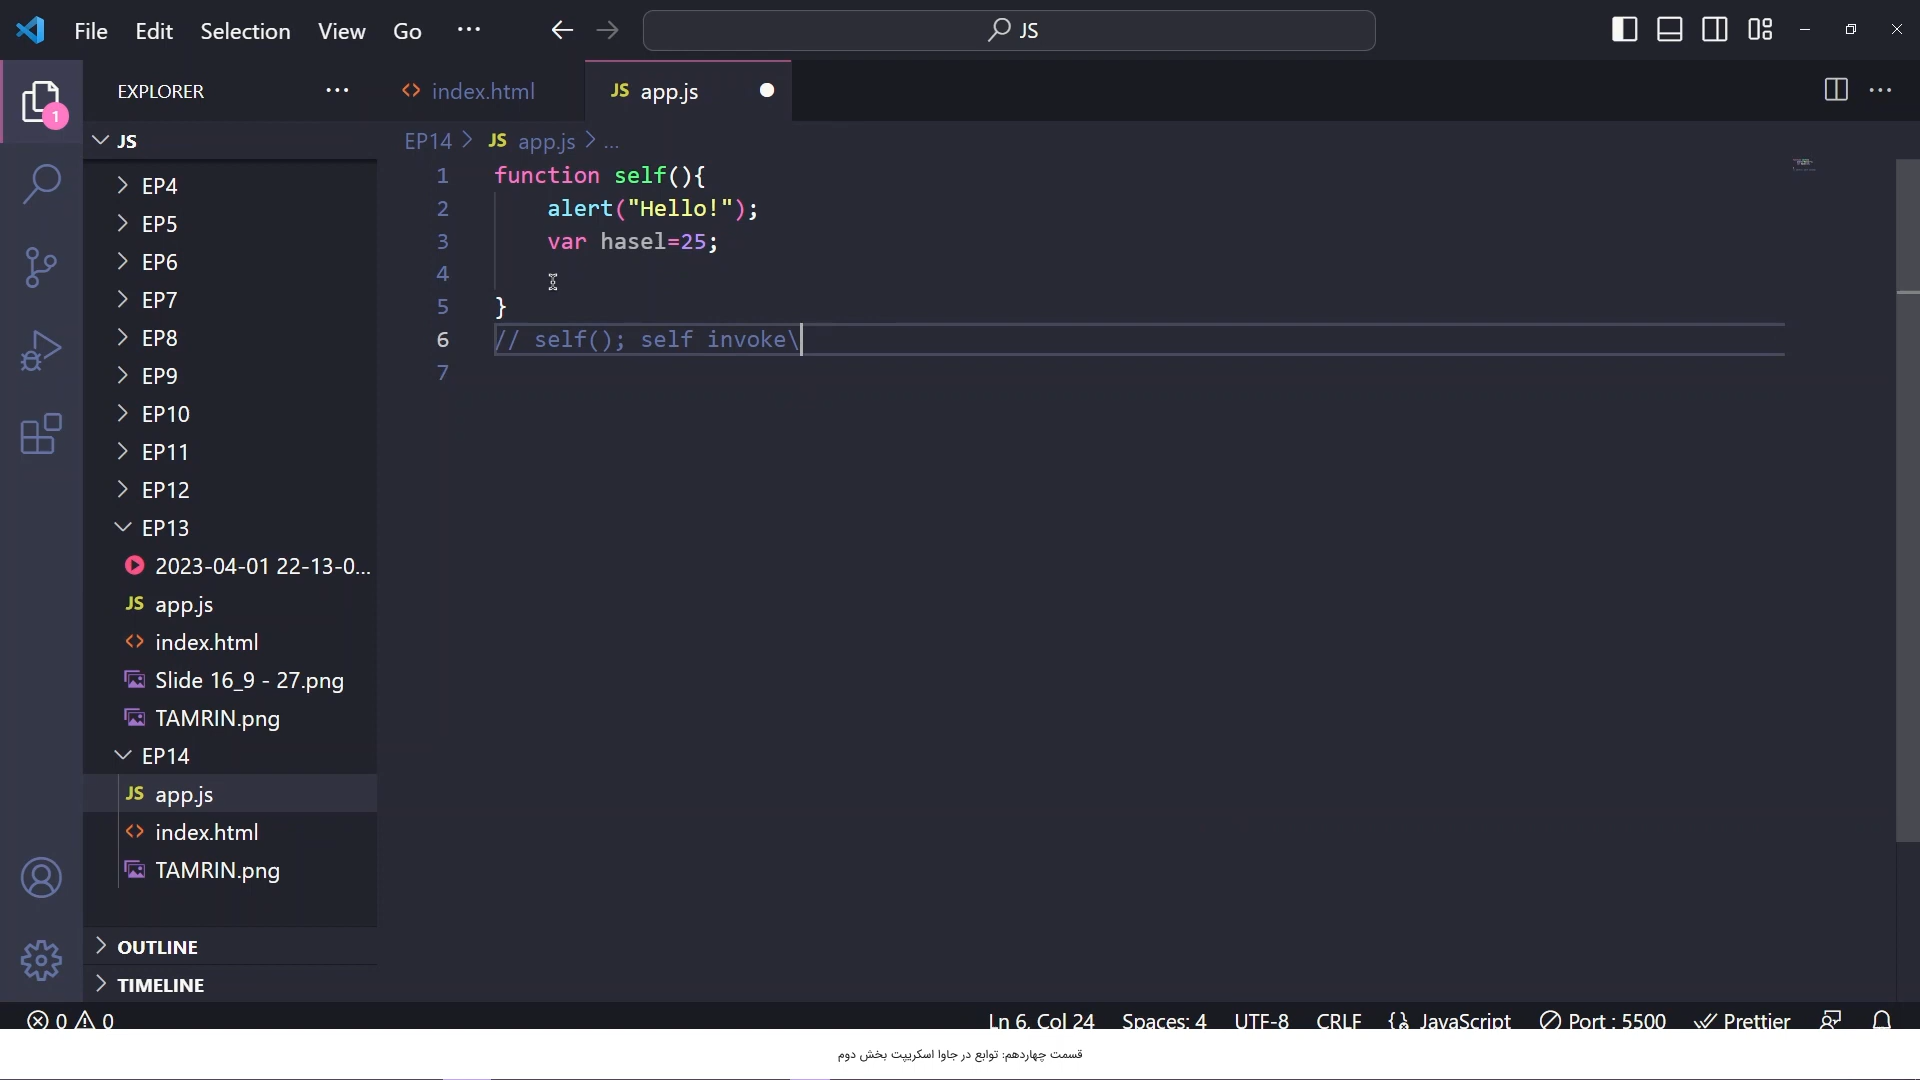 File Edit Selection View Go ··· JS
EXPLORER ···
index.html
JS app.js
JS
EP14 > JS app.js > ...
EP4
EP5
EP6
EP7
EP8
EP9
EP10
EP11
EP12
EP13
2023-04-01 22-13-0...
JS app.js
index.html
Slide 16_9 - 27.png
TAMRIN.png
EP14
JS app.js
index.html
TAMRIN.png
OUTLINE
TIMELINE
1
1 function self(){
2 alert("Hello!");
3 var hasel=25;
4
5 }
6 // self(); self invoke\
7
0 0 Ln 6, Col 24 Spaces: 4 UTF-8 CRLF {} JavaScript Port : 5500 Prettier
قسمت چهاردهم: توابع در جاوا اسکریپت بخش دوم